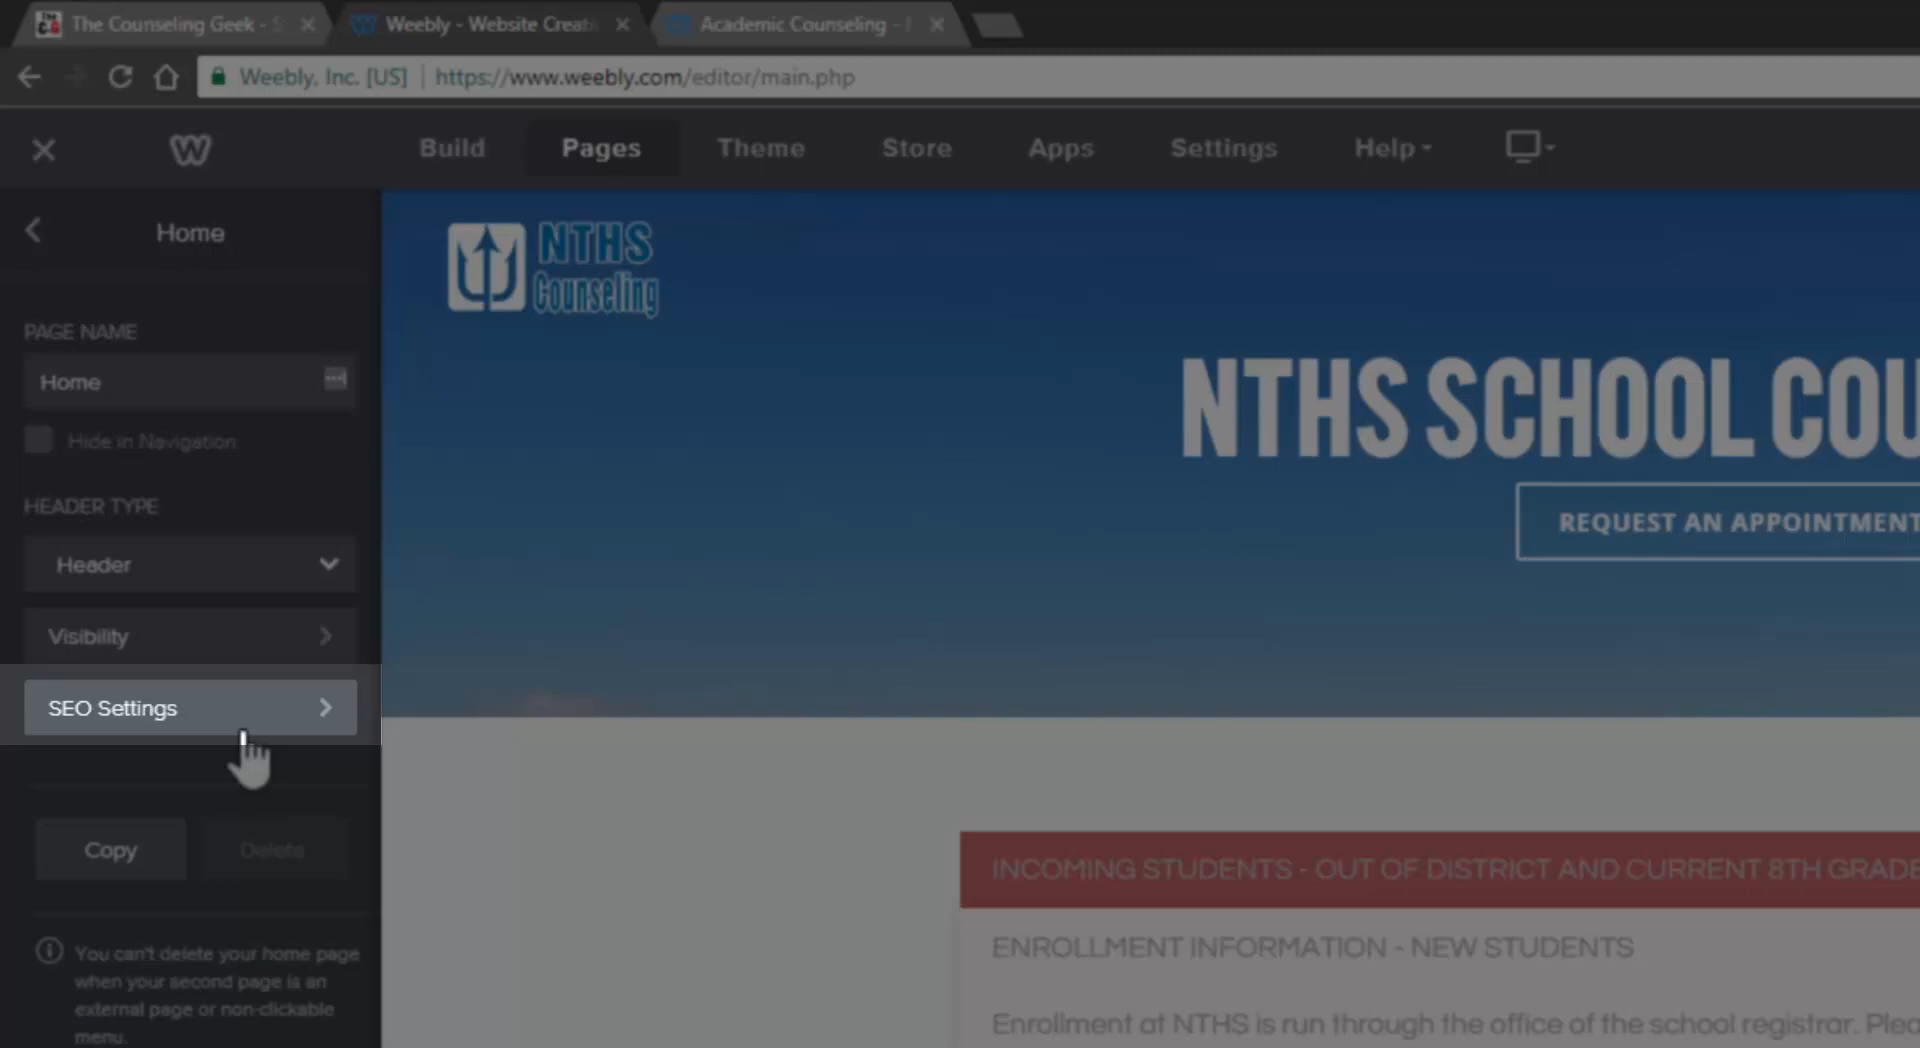 The Counseling Geek - S
Weebly - Website Creati
Academic Counseling -
Weebly, Inc. [US] | https://www.weebly.com/editor/main.php
Build Pages Theme Store Apps Settings Help
Home
NTHS
Counseling
PAGE NAME
Home
Hide in Navigation
HEADER TYPE
Header
Visibility
SEO Settings
Copy Delete
You can't delete your home page
when your second page is an
external page or non-clickable
menu.
NTHS SCHOOL COU
REQUEST AN APPOINTMENT
INCOMING STUDENTS - OUT OF DISTRICT AND CURRENT 8TH GRADE
ENROLLMENT INFORMATION - NEW STUDENTS
Enrollment at NTHS is run through the office of the school registrar. Plea